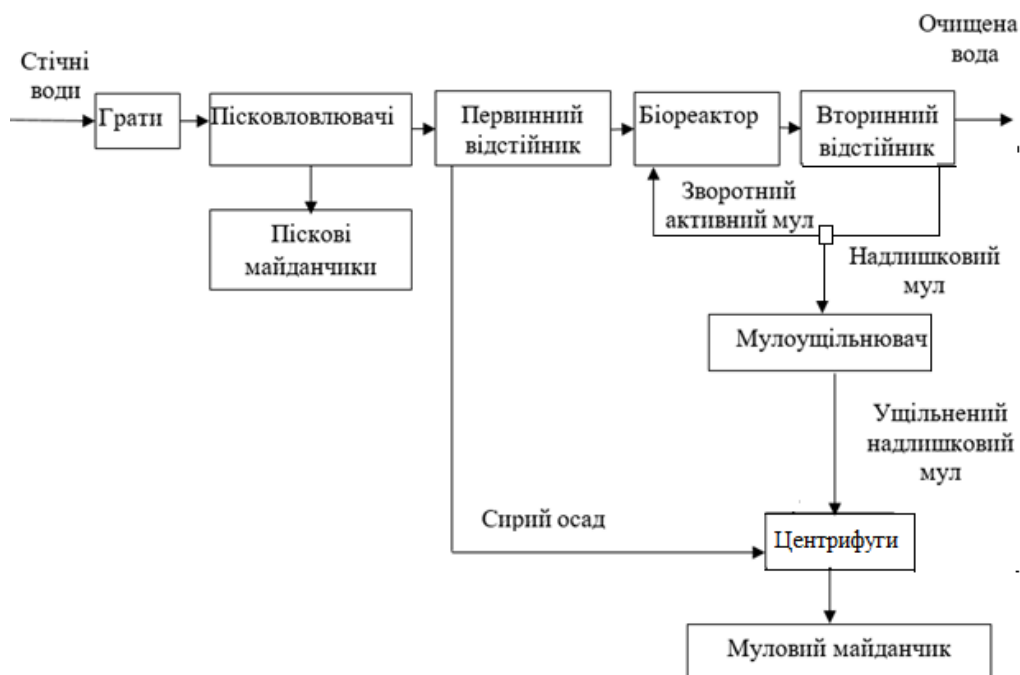 Очищена
вода
Стічні
води
Грати
Пісковловлювачі
Первинний
відстійник
Біореактор
Вторинний
відстійник
Зворотний
активний мул
Піскові
майданчики
Надлишковий
мул
Мулоущільнювач
Ущільнений
надлишковий
мул
Сирий осад
Центрифуги
Муловий майданчик